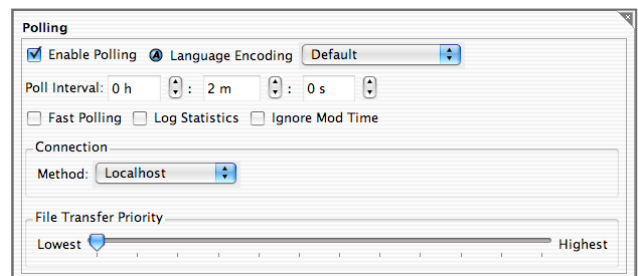 Polling
Enable Polling A Language Encoding Default
Poll Interval: 0 h : 2 m : 0 s
Fast Polling Log Statistics Ignore Mod Time
Connection
Method: Localhost
File Transfer Priority
Lowest Highest